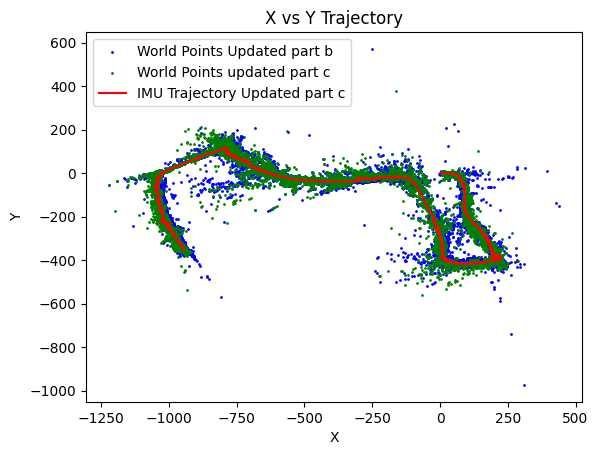 X vs Y Trajectory
World Points Updated part b
World Points updated part c
IMU Trajectory Updated part c
600
400
200
0
−200
−400
−600
−800
−1000
Y
−1250 −1000 −750 −500 −250 0 250 500
X